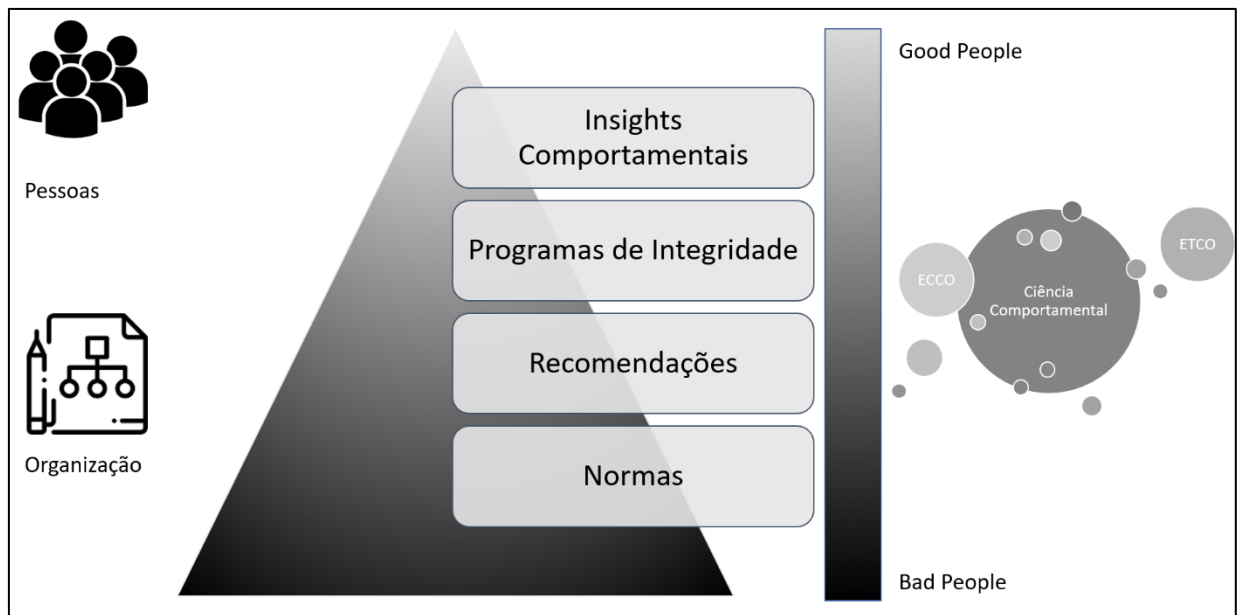 Pessoas
Organização
Insights
Comportamentais
Programas de Integridade
Recomendações
Normas
Good People
Bad People
ECCO
Ciência
Comportamental
ETCO